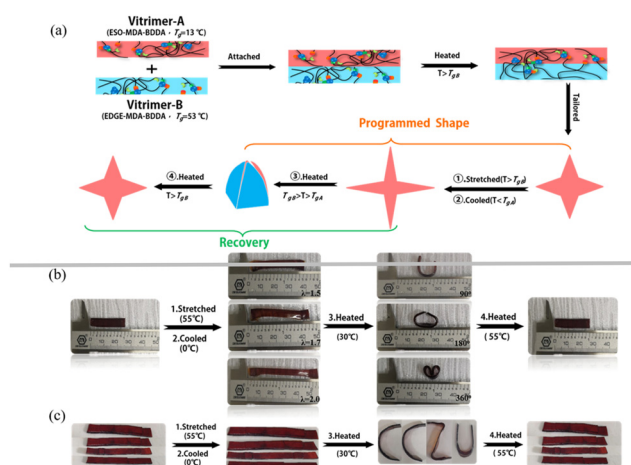 (a)
Vitrimer-A
(ESO-MDA-BDDA · Tg=13 ℃)
+
Vitrimer-B
(EDGE-MDA-BDDA · Tg=53 ℃)
Attached
Heated
T>TgB
Tailored
Programmed Shape
①.Stretched(T>TgB)
②.Cooled(T<TgA)
③.Heated
TgB>T>TgA
④.Heated
T>TgB
Recovery
(b)
1.Stretched
(55℃)
2.Cooled
(0℃)
λ=1.5
λ=1.7
λ=2.0
3.Heated
(30℃)
90°
180°
360°
4.Heated
(55℃)
(c)
1.Stretched
(55℃)
2.Cooled
(0℃)
3.Heated
(30℃)
4.Heated
(55℃)